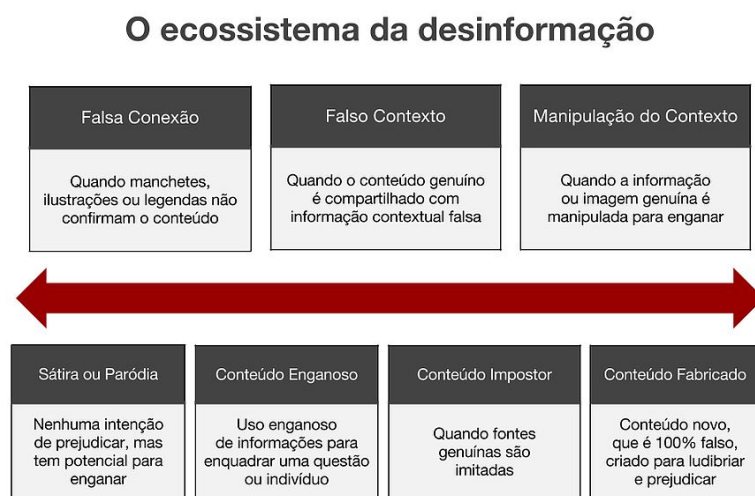 O ecossistema da desinformação
Falsa Conexão
Quando manchetes,
ilustrações ou legendas não
confirmam o conteúdo
Falso Contexto
Quando o conteúdo genuíno
é compartilhado com
informação contextual falsa
Manipulação do Contexto
Quando a informação
ou imagem genuína é
manipulada para enganar
Sátira ou Paródia
Nenhuma intenção
de prejudicar, mas
tem potencial para
enganar
Conteúdo Enganoso
Uso enganoso
de informações para
enquadrar uma questão
ou indivíduo
Conteúdo Impostor
Quando fontes
genuínas são
imitadas
Conteúdo Fabricado
Conteúdo novo,
que é 100% falso,
criado para ludibriar
e prejudicar